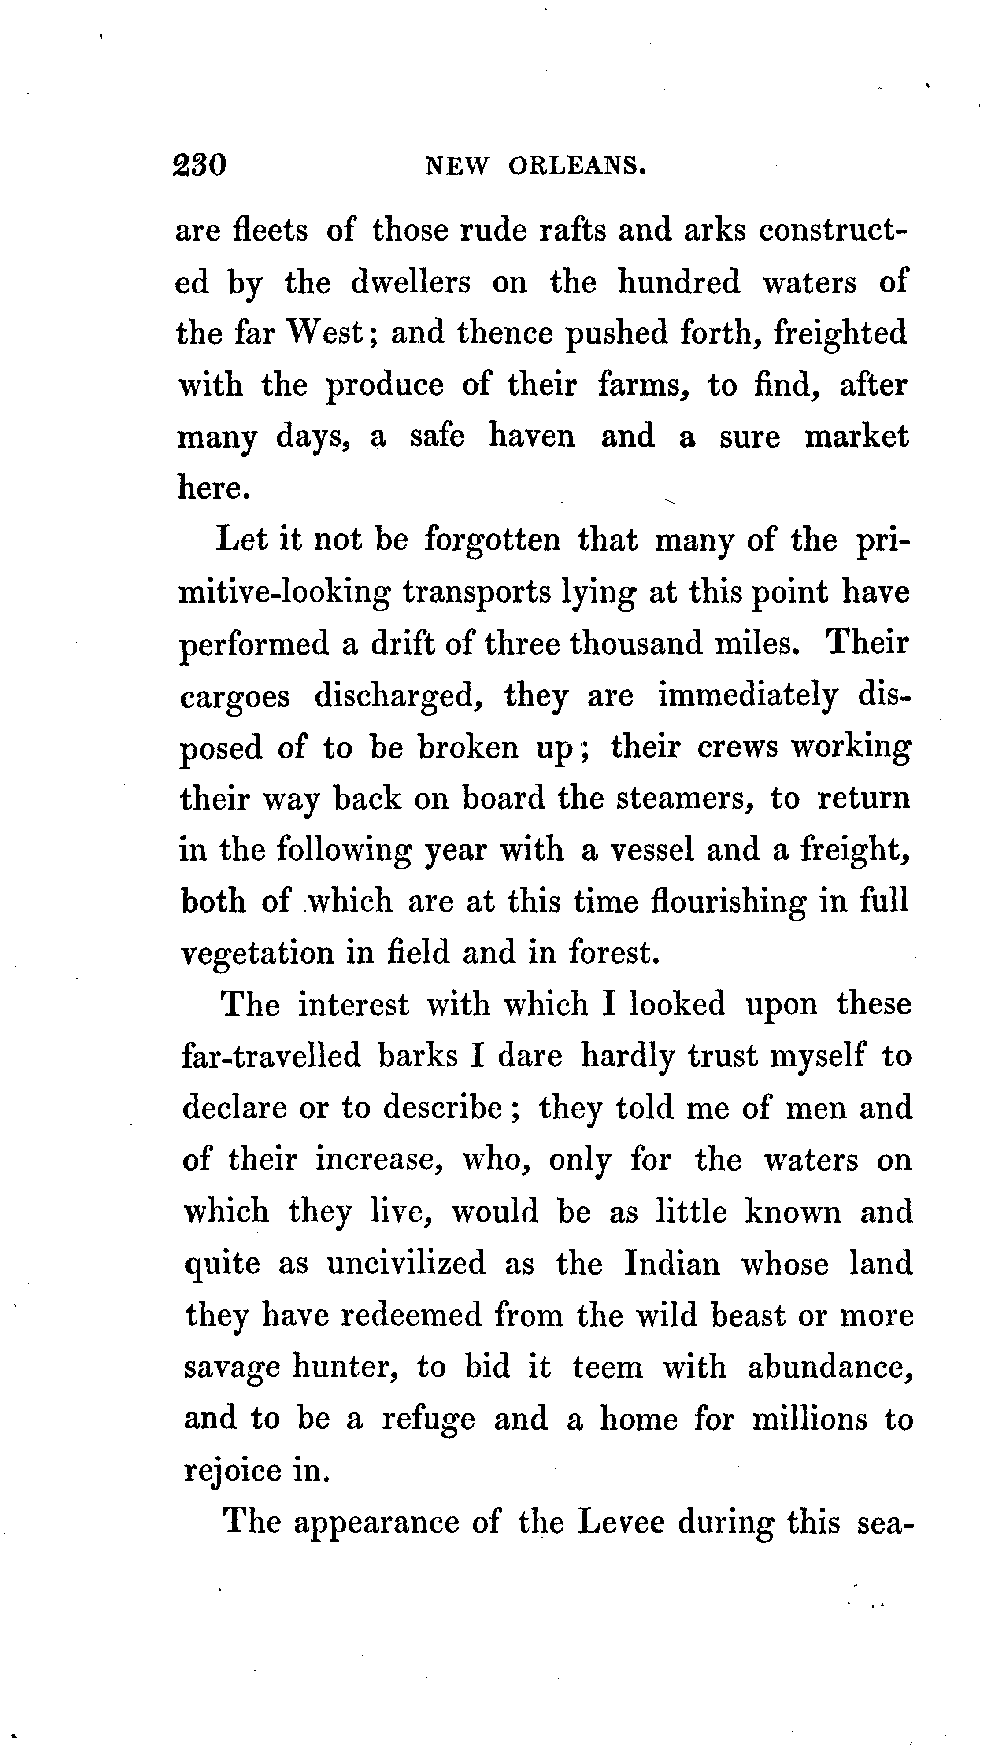 230 NEW ORLEANS.
are fleets of those rude rafts and arks construct-
ed by the dwellers on the hundred waters of
the far West; and thence pushed forth, freighted
with the produce of their farms, to find, after
many days, a safe haven and a sure market
here.
Let it not be forgotten that many of the pri-
mitive-looking transports lying at this point have
performed a drift of three thousand miles. Their
cargoes discharged, they are immediately dis-
posed of to be broken up; their crews working
their way back on board the steamers, to return
in the following year with a vessel and a freight,
both of which are at this time flourishing in full
vegetation in field and in forest.
The interest with which I looked upon these
far-travelled barks I dare hardly trust myself to
declare or to describe; they told me of men and
of their increase, who, only for the waters on
which they live, would be as little known and
quite as uncivilized as the Indian whose land
they have redeemed from the wild beast or more
savage hunter, to bid it teem with abundance,
and to be a refuge and a home for millions to
rejoice in.
The appearance of the Levee during this sea-